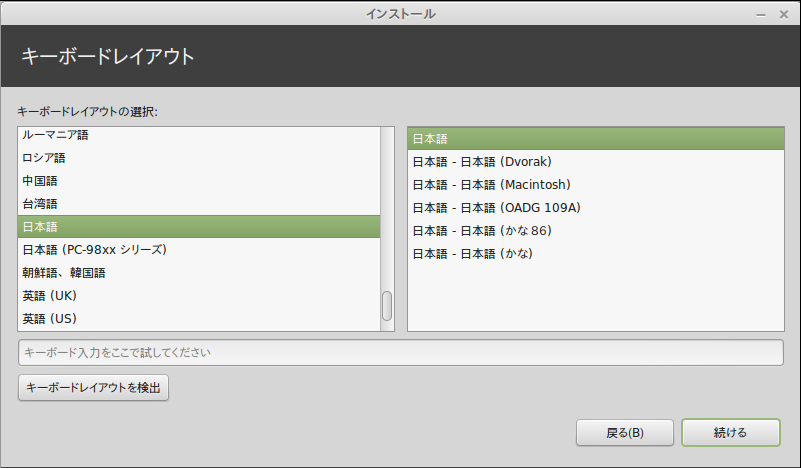 インストール
キーボードレイアウト
キーボードレイアウトの選択:
ルーマニア語
ロシア語
中国語
台湾語
日本語
日本語 (PC-98xx シリーズ)
朝鮮語、韓国語
英語 (UK)
英語 (US)
日本語
日本語 - 日本語 (Dvorak)
日本語 - 日本語 (Macintosh)
日本語 - 日本語 (OADG 109A)
日本語 - 日本語 (かな 86)
日本語 - 日本語 (かな)
キーボード入力をここで試してください
キーボードレイアウトを検出
戻る(B)
続ける